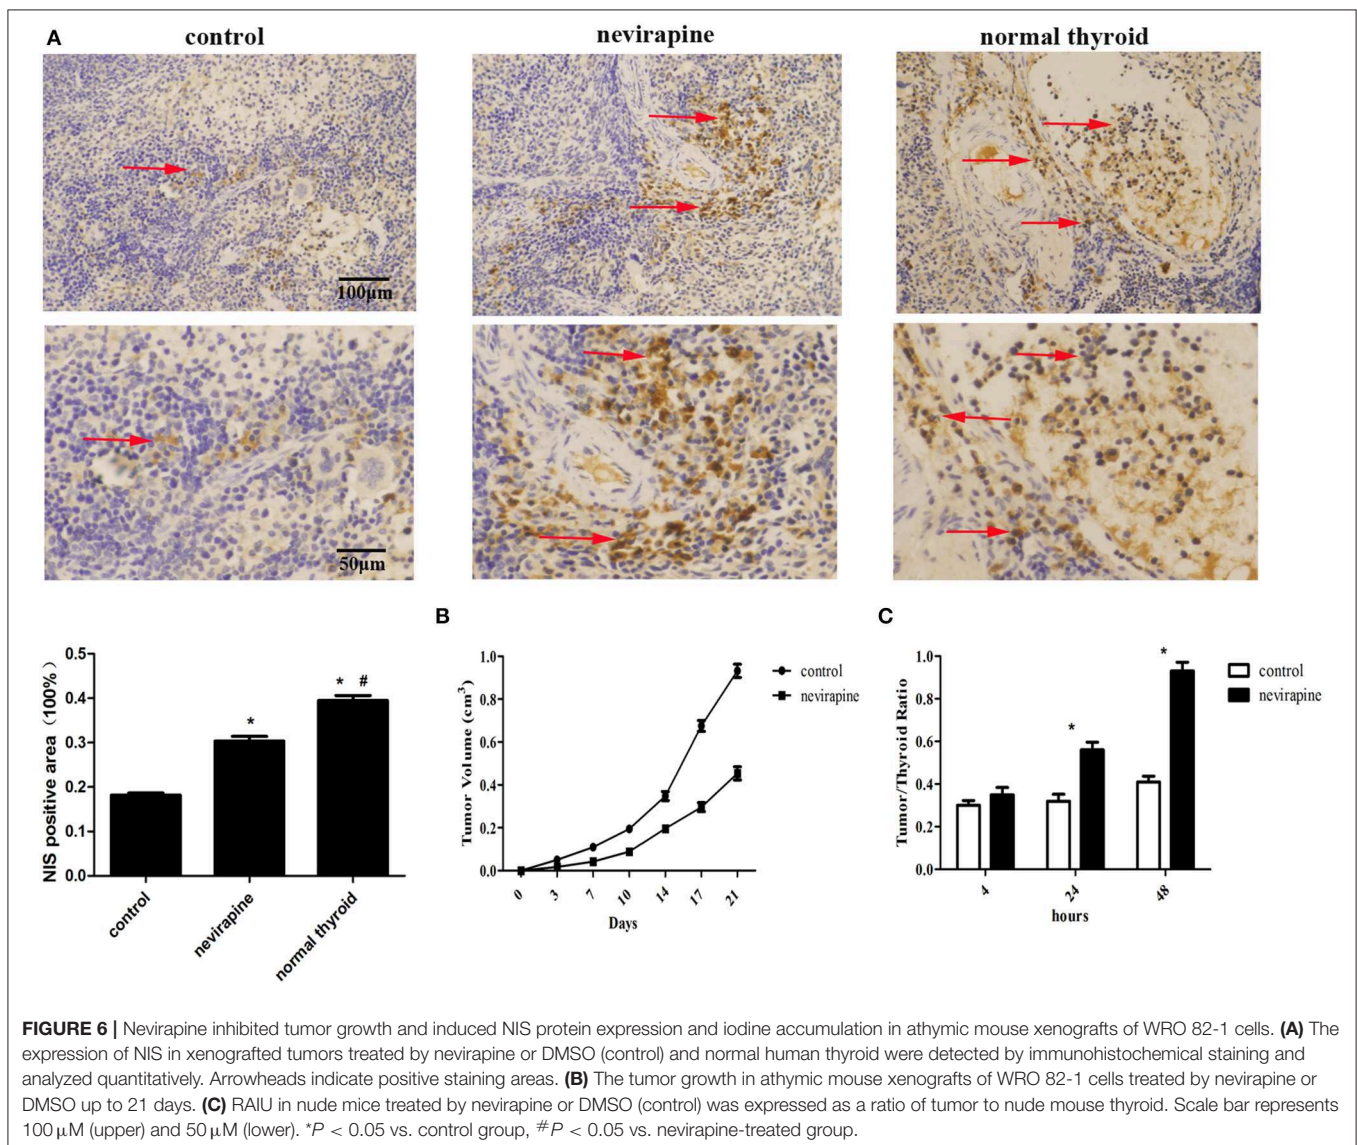 A
control
nevirapine
normal thyroid
100μm
50μm
NIS positive area (100%)
0.5
0.4
0.3
0.2
0.1
0.0
*
* #
control
nevirapine
normal thyroid
B
Tumor Volume (cm³)
1.0
0.8
0.6
0.4
0.2
0.0
0
3
7
10
14
17
21
Days
control
nevirapine
C
Tumor/Thyroid Ratio
1.0
0.8
0.6
0.4
0.2
0.0
*
*
4
24
48
hours
control
nevirapine
FIGURE 6 | Nevirapine inhibited tumor growth and induced NIS protein expression and iodine accumulation in athymic mouse xenografts of WRO 82-1 cells. (A) The
expression of NIS in xenografted tumors treated by nevirapine or DMSO (control) and normal human thyroid were detected by immunohistochemical staining and
analyzed quantitatively. Arrowheads indicate positive staining areas. (B) The tumor growth in athymic mouse xenografts of WRO 82-1 cells treated by nevirapine or
DMSO up to 21 days. (C) RAIU in nude mice treated by nevirapine or DMSO (control) was expressed as a ratio of tumor to nude mouse thyroid. Scale bar represents
100 μM (upper) and 50 μM (lower). *P < 0.05 vs. control group, #P < 0.05 vs. nevirapine-treated group.